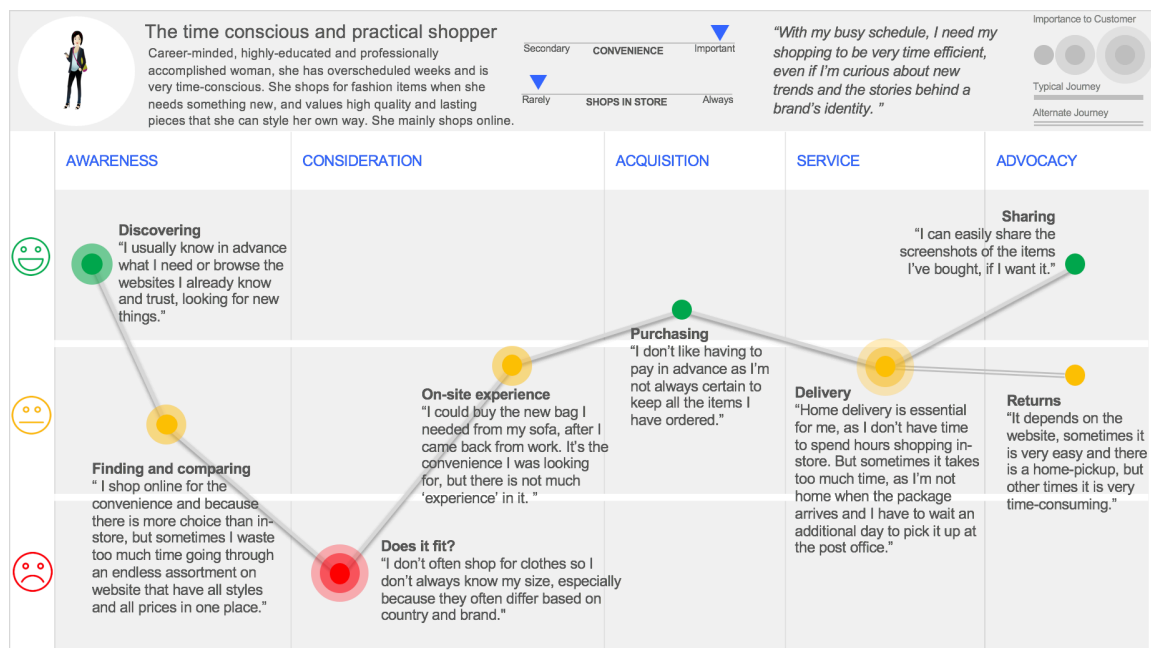 The time conscious and practical shopper
Career-minded, highly-educated and professionally
accomplished woman, she has overscheduled weeks and is
very time-conscious. She shops for fashion items when she
needs something new, and values high quality and lasting
pieces that she can style her own way. She mainly shops online.
Secondary CONVENIENCE Important
Rarely SHOPS IN STORE Always
“With my busy schedule, I need my
shopping to be very time efficient,
even if I’m curious about new
trends and the stories behind a
brand’s identity. ”
Importance to Customer
Typical Journey
Alternate Journey
AWARENESS
CONSIDERATION
ACQUISITION
SERVICE
ADVOCACY
Discovering
“I usually know in advance
what I need or browse the
websites I already know
and trust, looking for new
things.”
Finding and comparing
“ I shop online for the
convenience and because
there is more choice than in-
store, but sometimes I waste
too much time going through
an endless assortment on
website that have all styles
and all prices in one place.”
Does it fit?
“I don’t often shop for clothes so I
don’t always know my size, especially
because they often differ based on
country and brand."
On-site experience
“I could buy the new bag I
needed from my sofa, after I
came back from work. It’s the
convenience I was looking
for, but there is not much
‘experience’ in it. ”
Purchasing
“I don’t like having to
pay in advance as I’m
not always certain to
keep all the items I
have ordered.”
Delivery
“Home delivery is essential
for me, as I don’t have time
to spend hours shopping in-
store. But sometimes it takes
too much time, as I’m not
home when the package
arrives and I have to wait an
additional day to pick it up at
the post office.”
Sharing
“I can easily share the
screenshots of the items
I’ve bought, if I want it.”
Returns
“It depends on the
website, sometimes it
is very easy and there
is a home-pickup, but
other times it is very
time-consuming.”